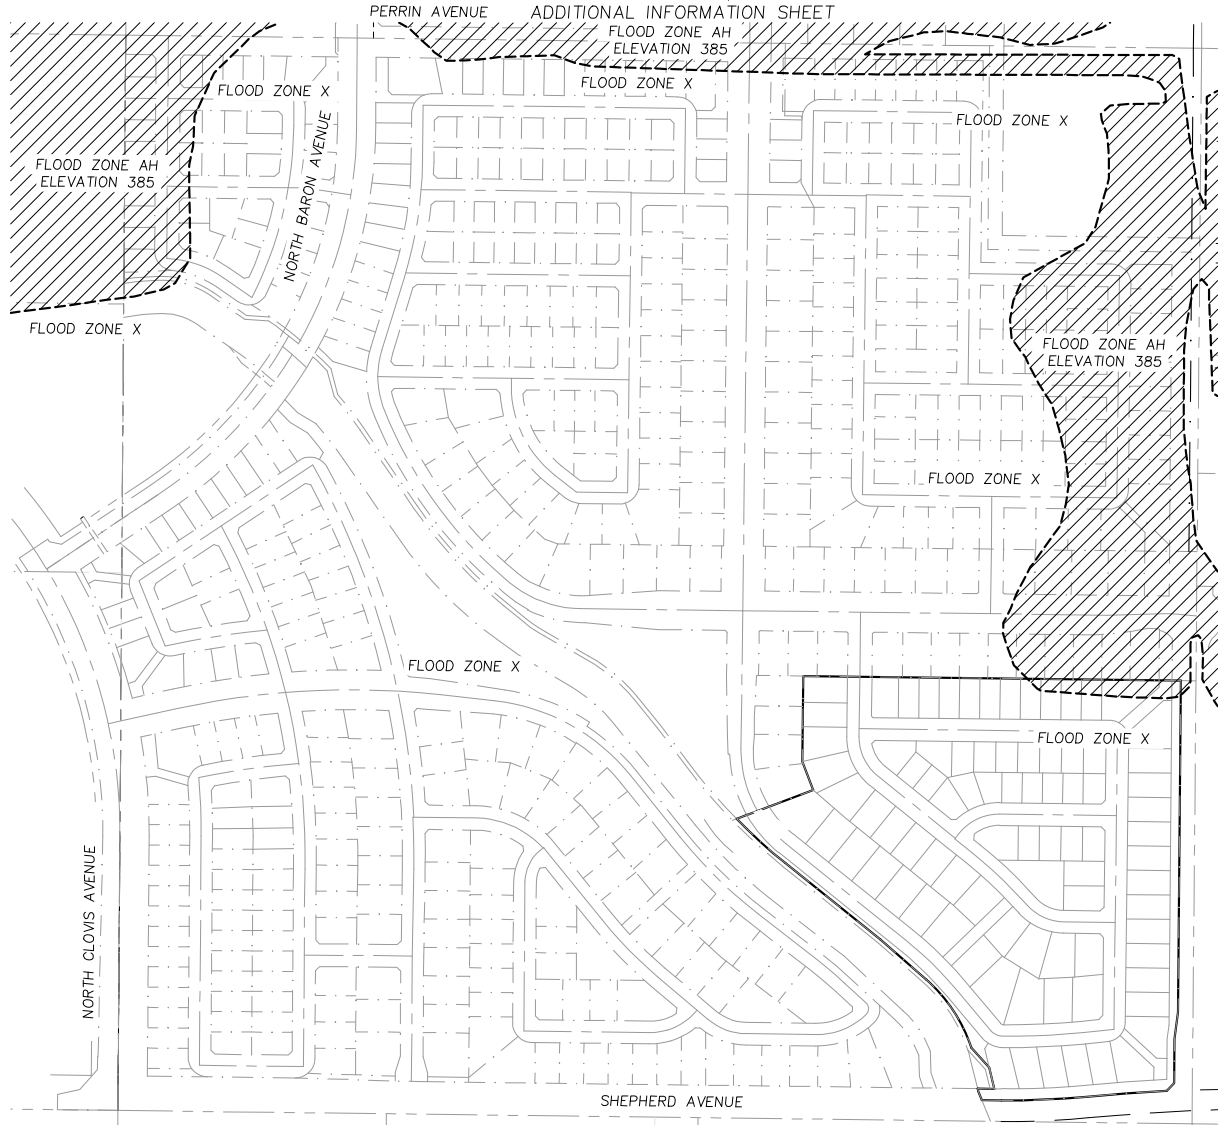 PERRIN AVENUE
ADDITIONAL INFORMATION SHEET
FLOOD ZONE AH
ELEVATION 385
FLOOD ZONE X
FLOOD ZONE X
FLOOD ZONE X
NORTH BARON AVENUE
FLOOD ZONE AH
ELEVATION 385
FLOOD ZONE X
FLOOD ZONE AH
ELEVATION 385
FLOOD ZONE X
FLOOD ZONE X
FLOOD ZONE X
NORTH CLOVIS AVENUE
SHEPHERD AVENUE